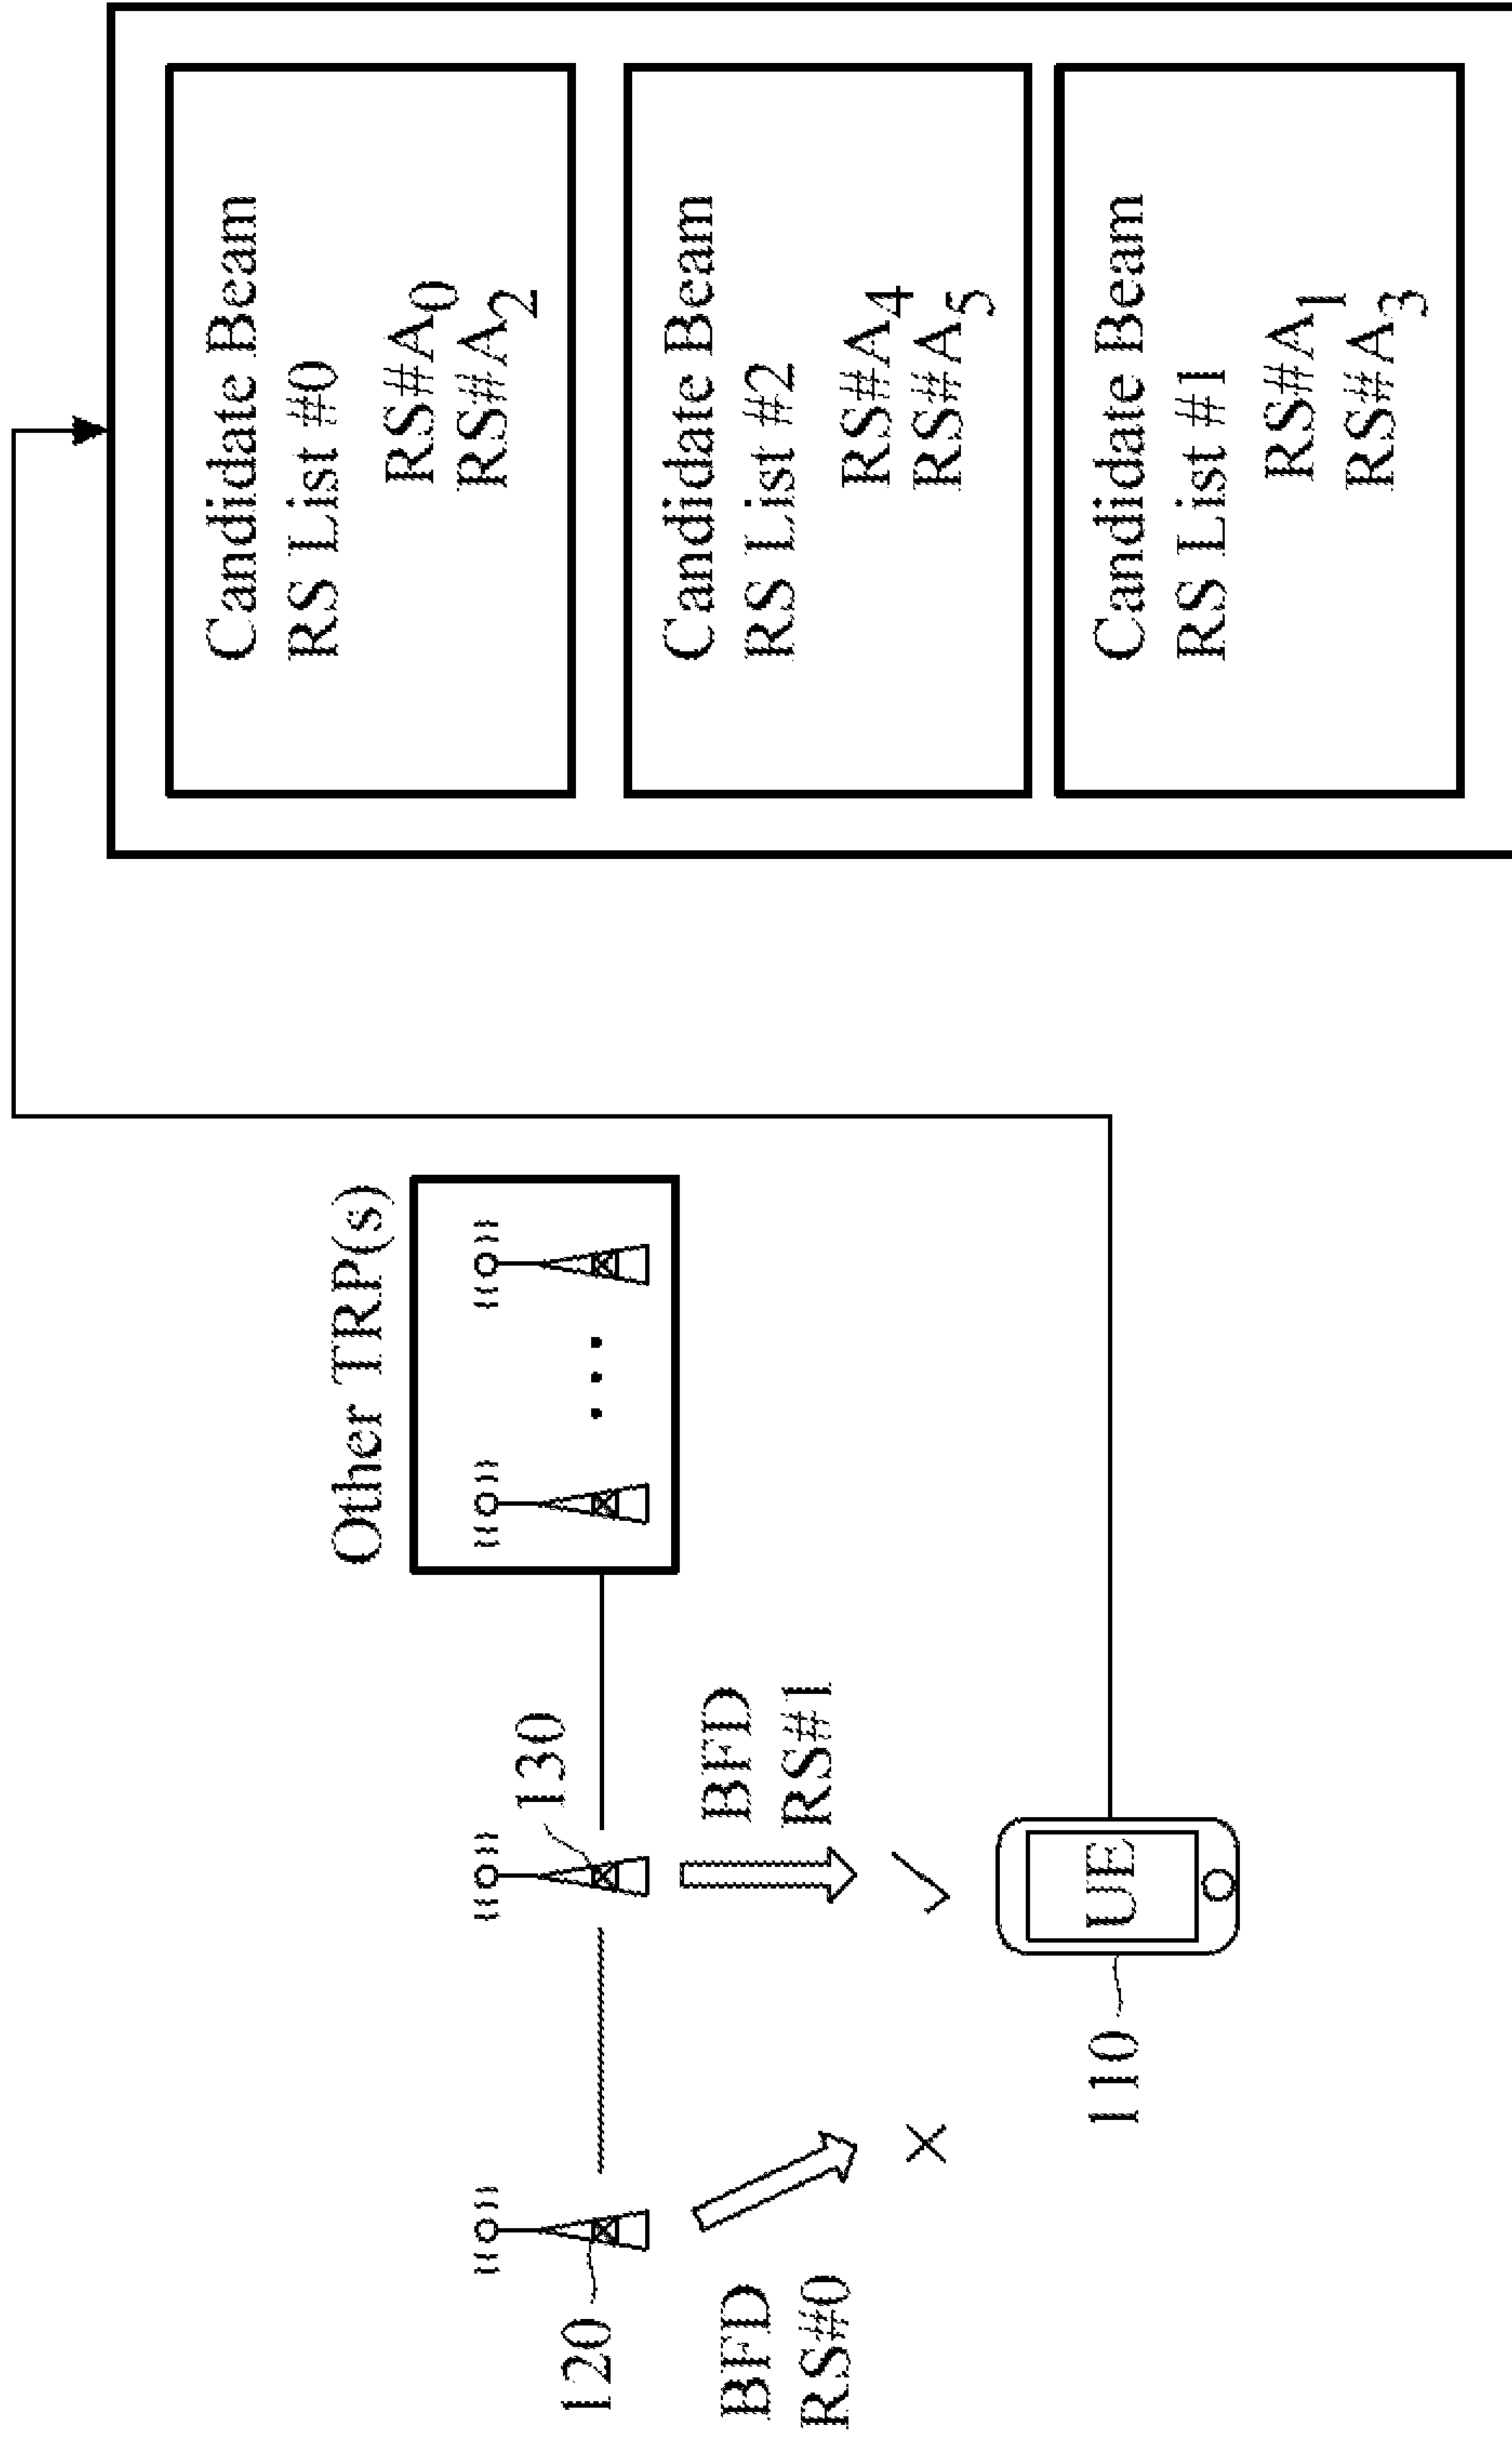 Other TRP(s)
130
120
BFD
RS#0
BFD
RS#1
UE
110
Candidate Beam
RS List #0
RS#A0
RS#A2
Candidate Beam
RS List #2
RS#A4
RS#A5
Candidate Beam
RS List #1
RS#A1
RS#A3